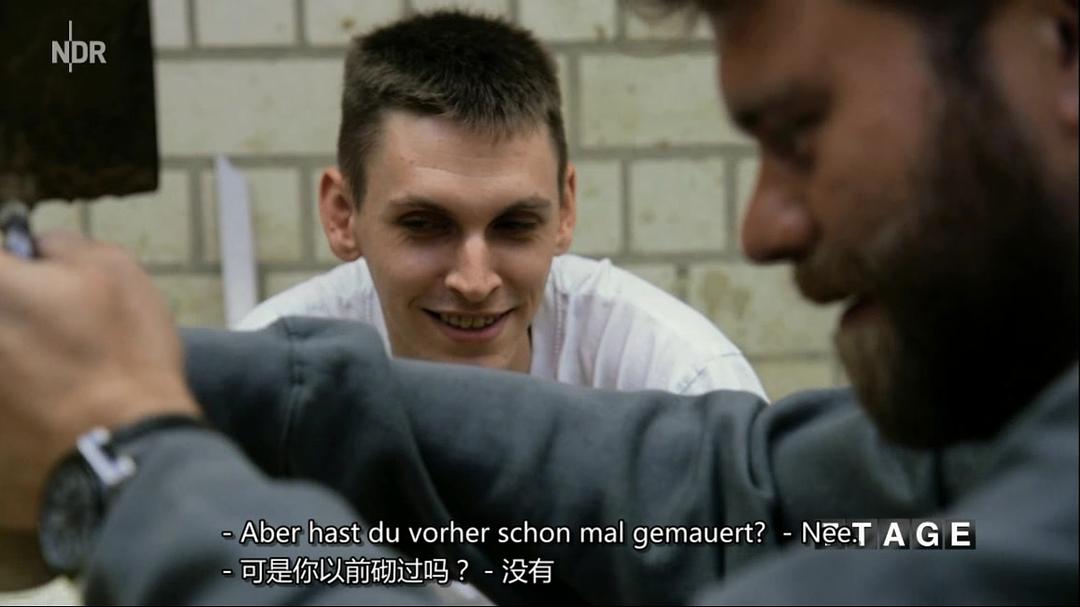 NDR
- Aber hast du vorher schon mal gemauert? - Nee.
- 可是你以前砌过吗？ - 没有
TAGE